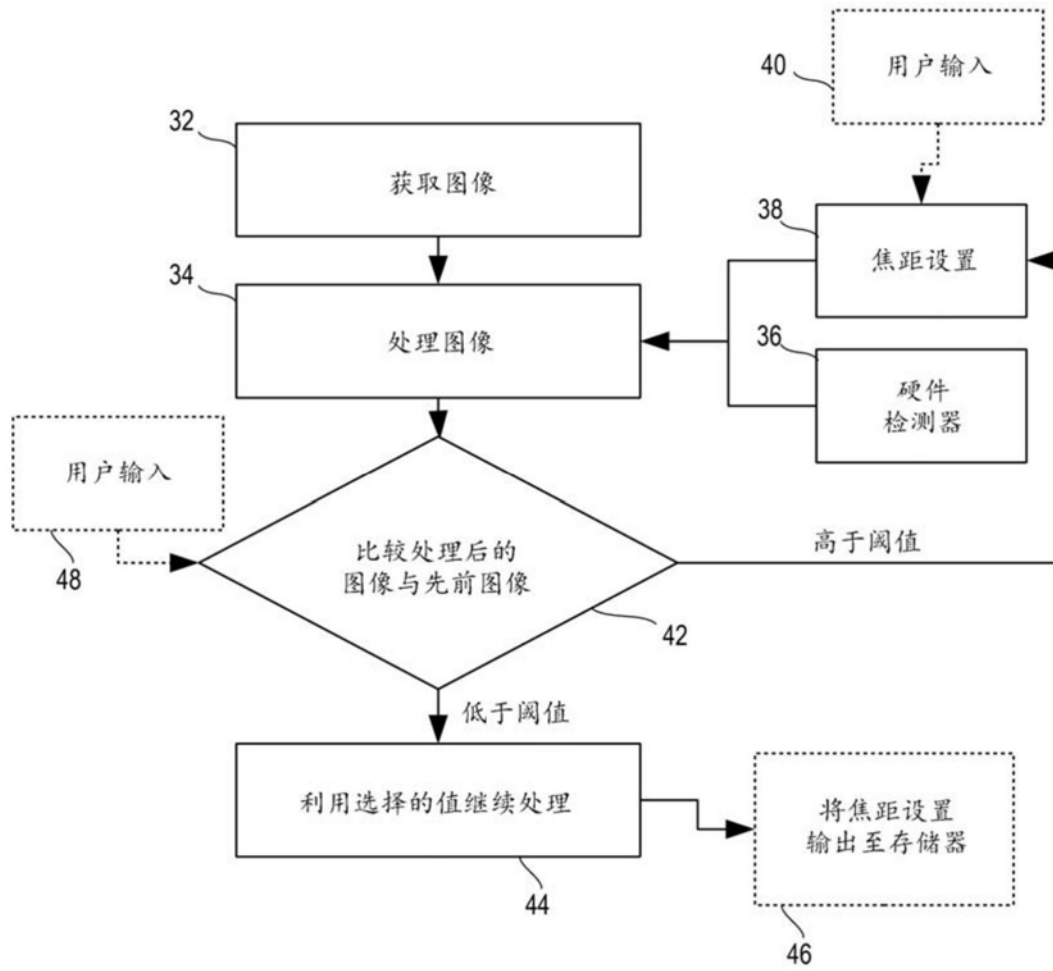 40
用户输入
32
获取图像
38
焦距设置
34
处理图像
36
硬件
检测器
用户输入
48
比较处理后的
图像与先前图像
高于阈值
42
低于阈值
利用选择的值继续处理
44
将焦距设置
输出至存储器
46